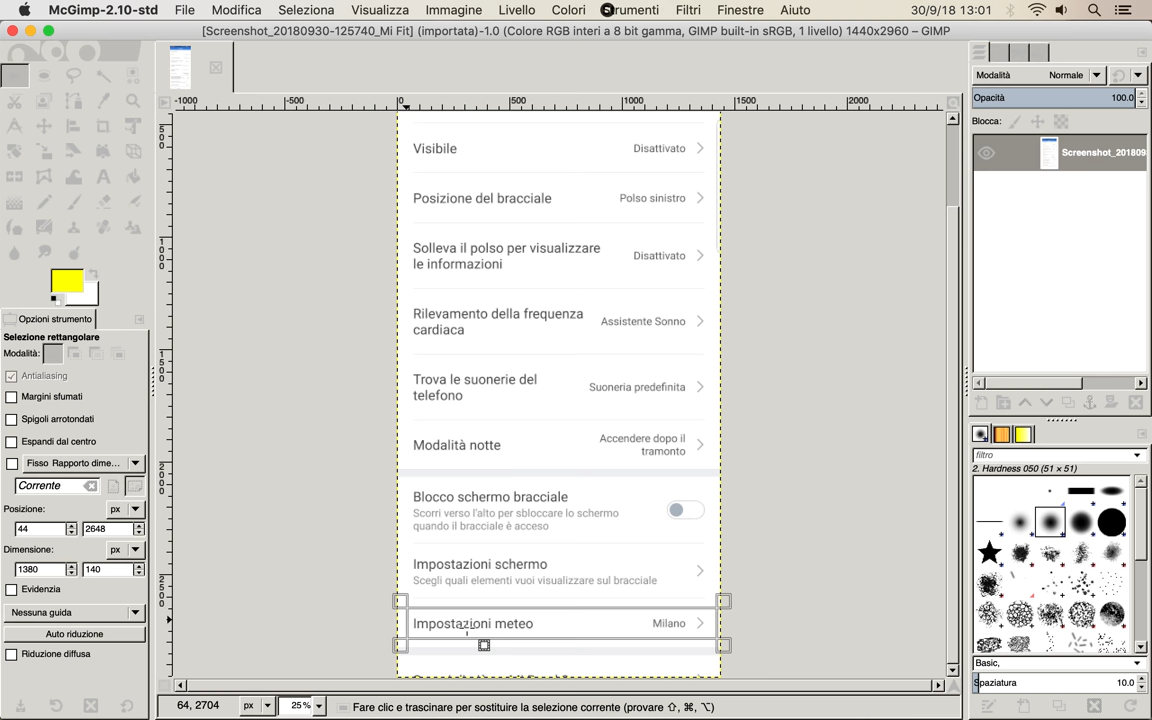 McGimp-2.10-std File Modifica Seleziona Visualizza Immagine Livello Colori Strumenti Filtri Finestre Aiuto 30/9/18 13:01
[Screenshot_20180930-125740_Mi Fit] (importata)-1.0 (Colore RGB interi a 8 bit gamma, GIMP built-in sRGB, 1 livello) 1440x2960 – GIMP
-1000 -500 0 500 1000 1500 2000
500
1000
1500
2000
2500
Opzioni strumento
Selezione rettangolare
Modalità:
Antialiasing
Margini sfumati
Spigoli arrotondati
Espandi dal centro
Fisso Rapporto dime...
Corrente
Posizione: px
44 2648
Dimensione: px
1380 140
Evidenzia
Nessuna guida
Auto riduzione
Riduzione diffusa
Visibile Disattivato
Posizione del bracciale Polso sinistro
Solleva il polso per visualizzare
le informazioni
Disattivato
Rilevamento della frequenza
cardiaca
Assistente Sonno
Trova le suonerie del
telefono
Suoneria predefinita
Modalità notte
Accendere dopo il
tramonto
Blocco schermo bracciale
Scorri verso l'alto per sbloccare lo schermo
quando il bracciale è acceso
Impostazioni schermo
Scegli quali elementi vuoi visualizzare sul bracciale
Impostazioni meteo Milano
64, 2704 px 25% Fare clic e trascinare per sostituire la selezione corrente (provare ⇧, ⌘, ⌥)
Modalità Normale
Opacità 100.0
Blocca:
Screenshot_201809
filtro
2. Hardness 050 (51 × 51)
Basic,
Spaziatura 10.0